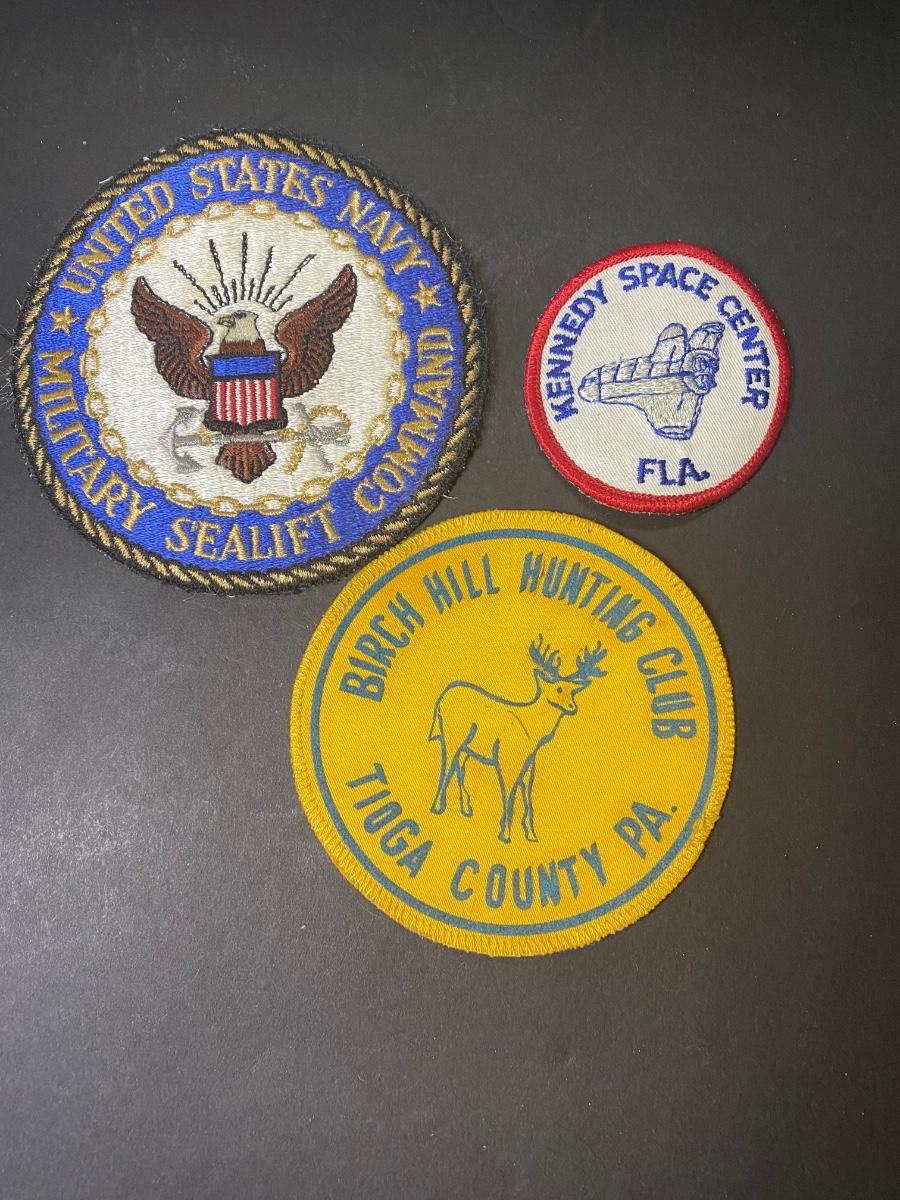 UNITED STATES NAVY
MILITARY SEALIFT COMMAND
KENNEDY SPACE CENTER
FLA.
BIRCH HILL HUNTING CLUB
TIOGA COUNTY PA.